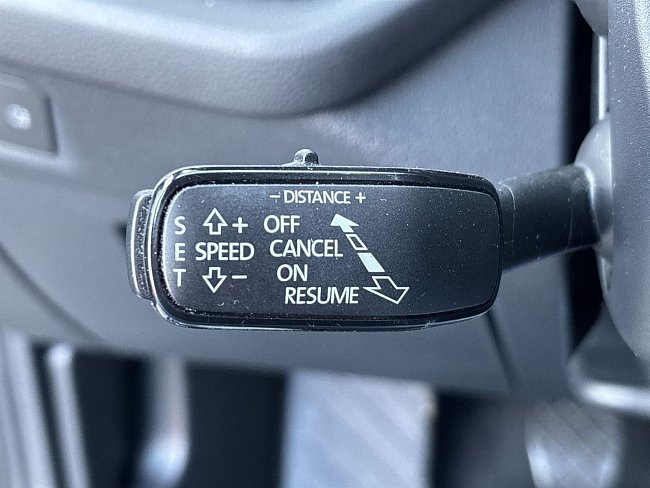 − DISTANCE +
S + OFF
E SPEED CANCEL
T − ON
RESUME